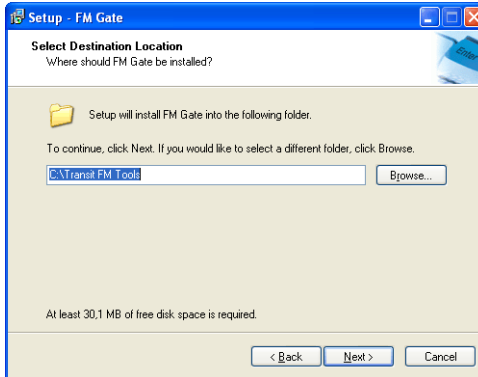 Setup - FM Gate
Select Destination Location
Where should FM Gate be installed?
Enter
Setup will install FM Gate into the following folder.
To continue, click Next. If you would like to select a different folder, click Browse.
C:\Transit FM Tools
Browse...
At least 30,1 MB of free disk space is required.
< Back
Next >
Cancel